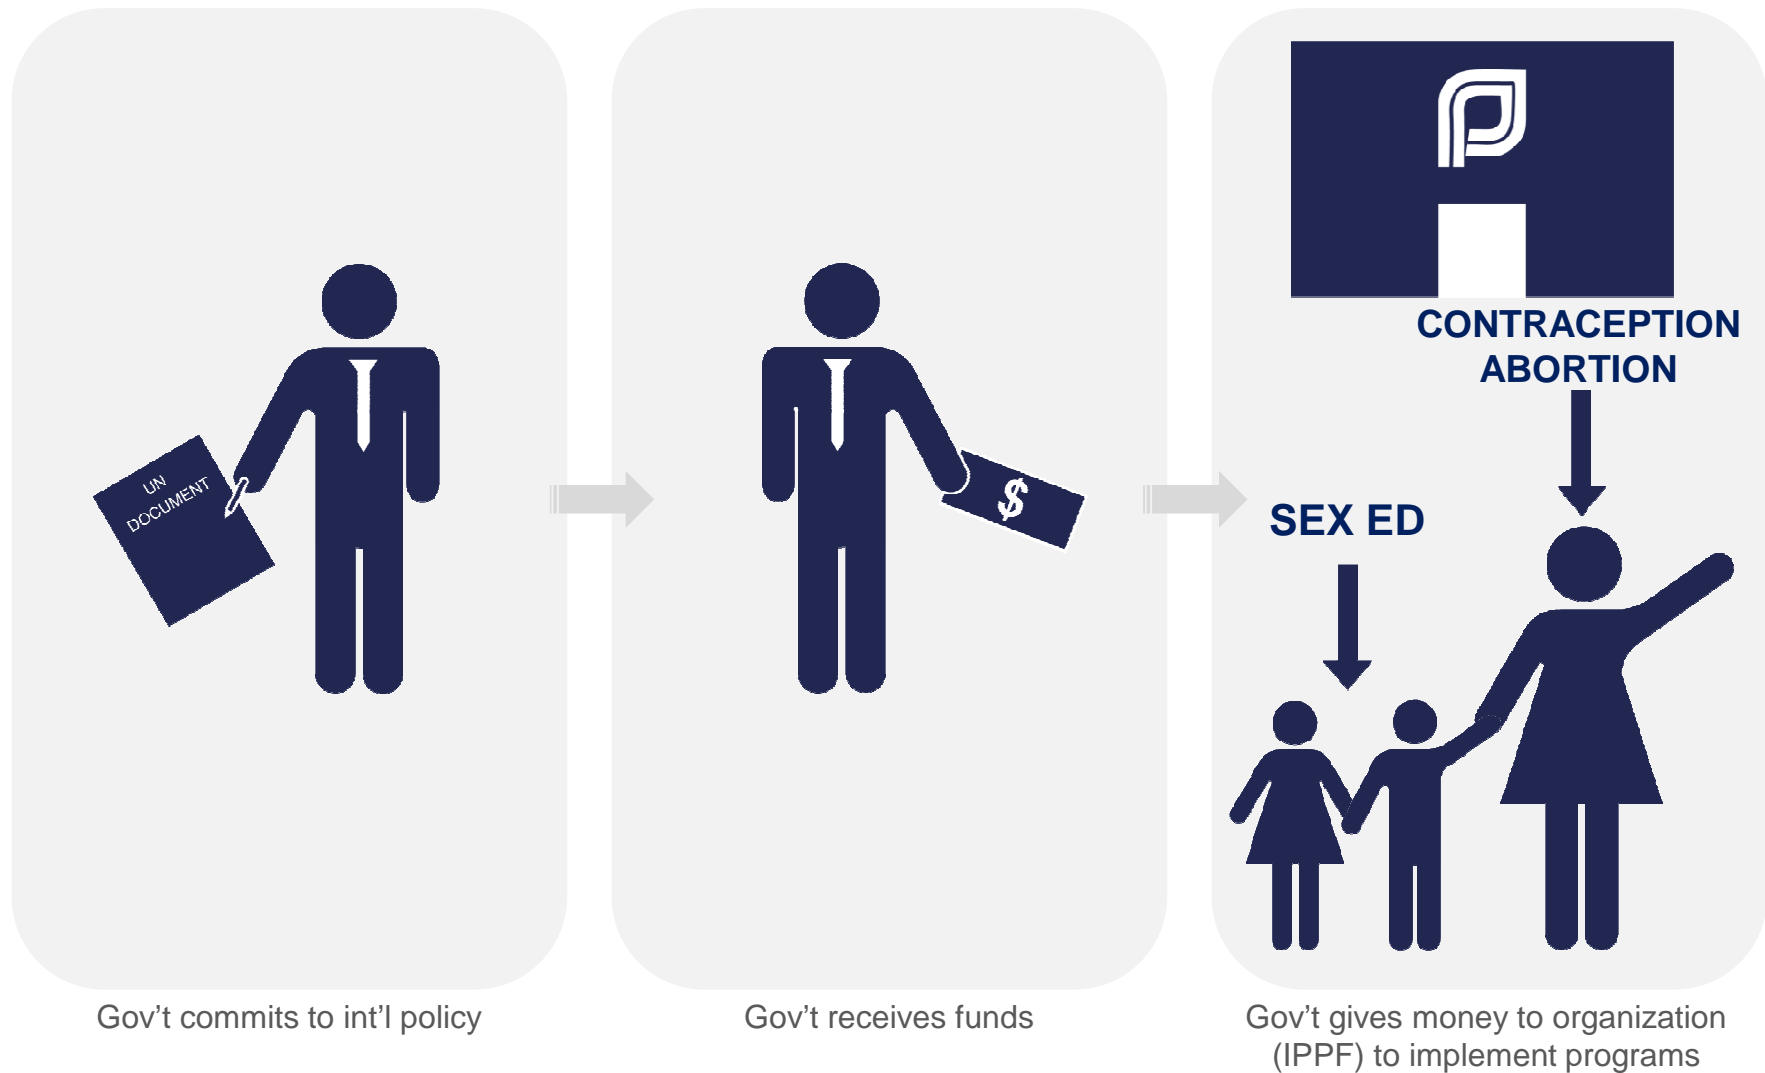 UN
DOCUMENT
Gov’t commits to int’l policy
$
Gov’t receives funds
CONTRACEPTION
ABORTION
SEX ED
Gov’t gives money to organization
(IPPF) to implement programs